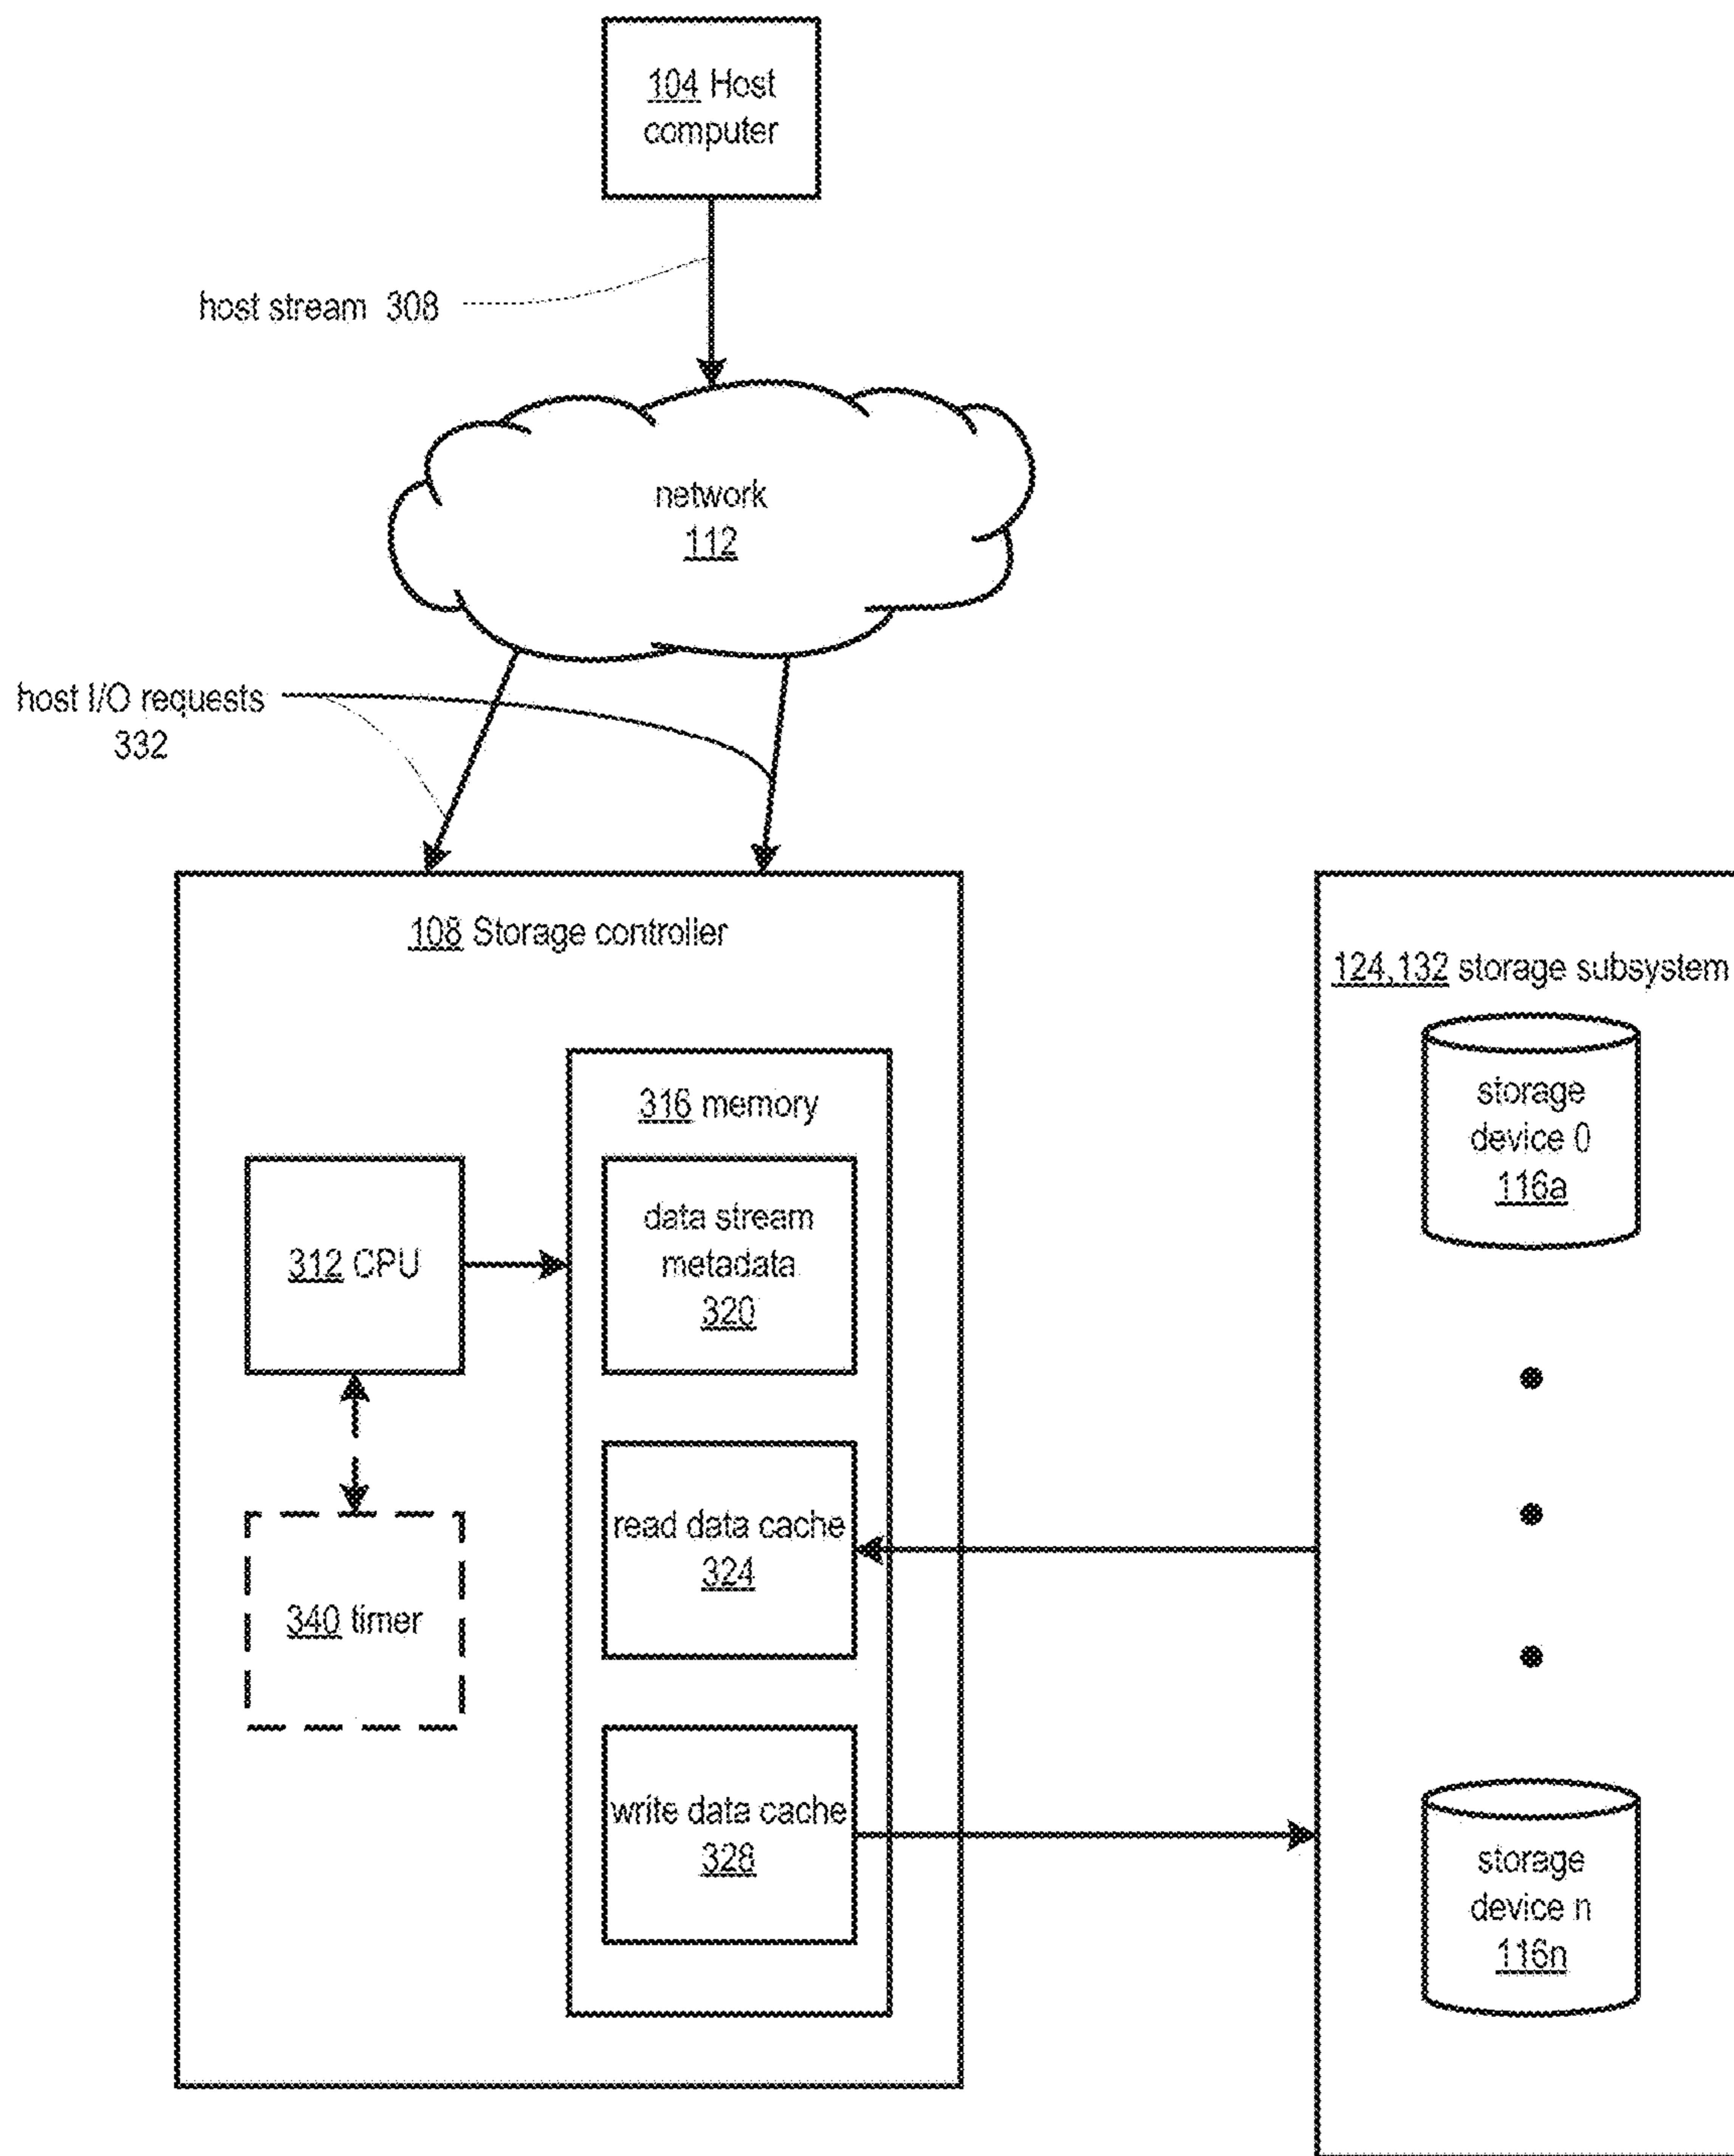 104 Host
computer
host stream 308
network
112
host I/O requests
332
108 Storage controller
124,132 storage subsystem
316 memory
storage
device 0
116a
312 CPU
data stream
metadata
320
340 timer
read data cache
324
write data cache
328
storage
device n
116n